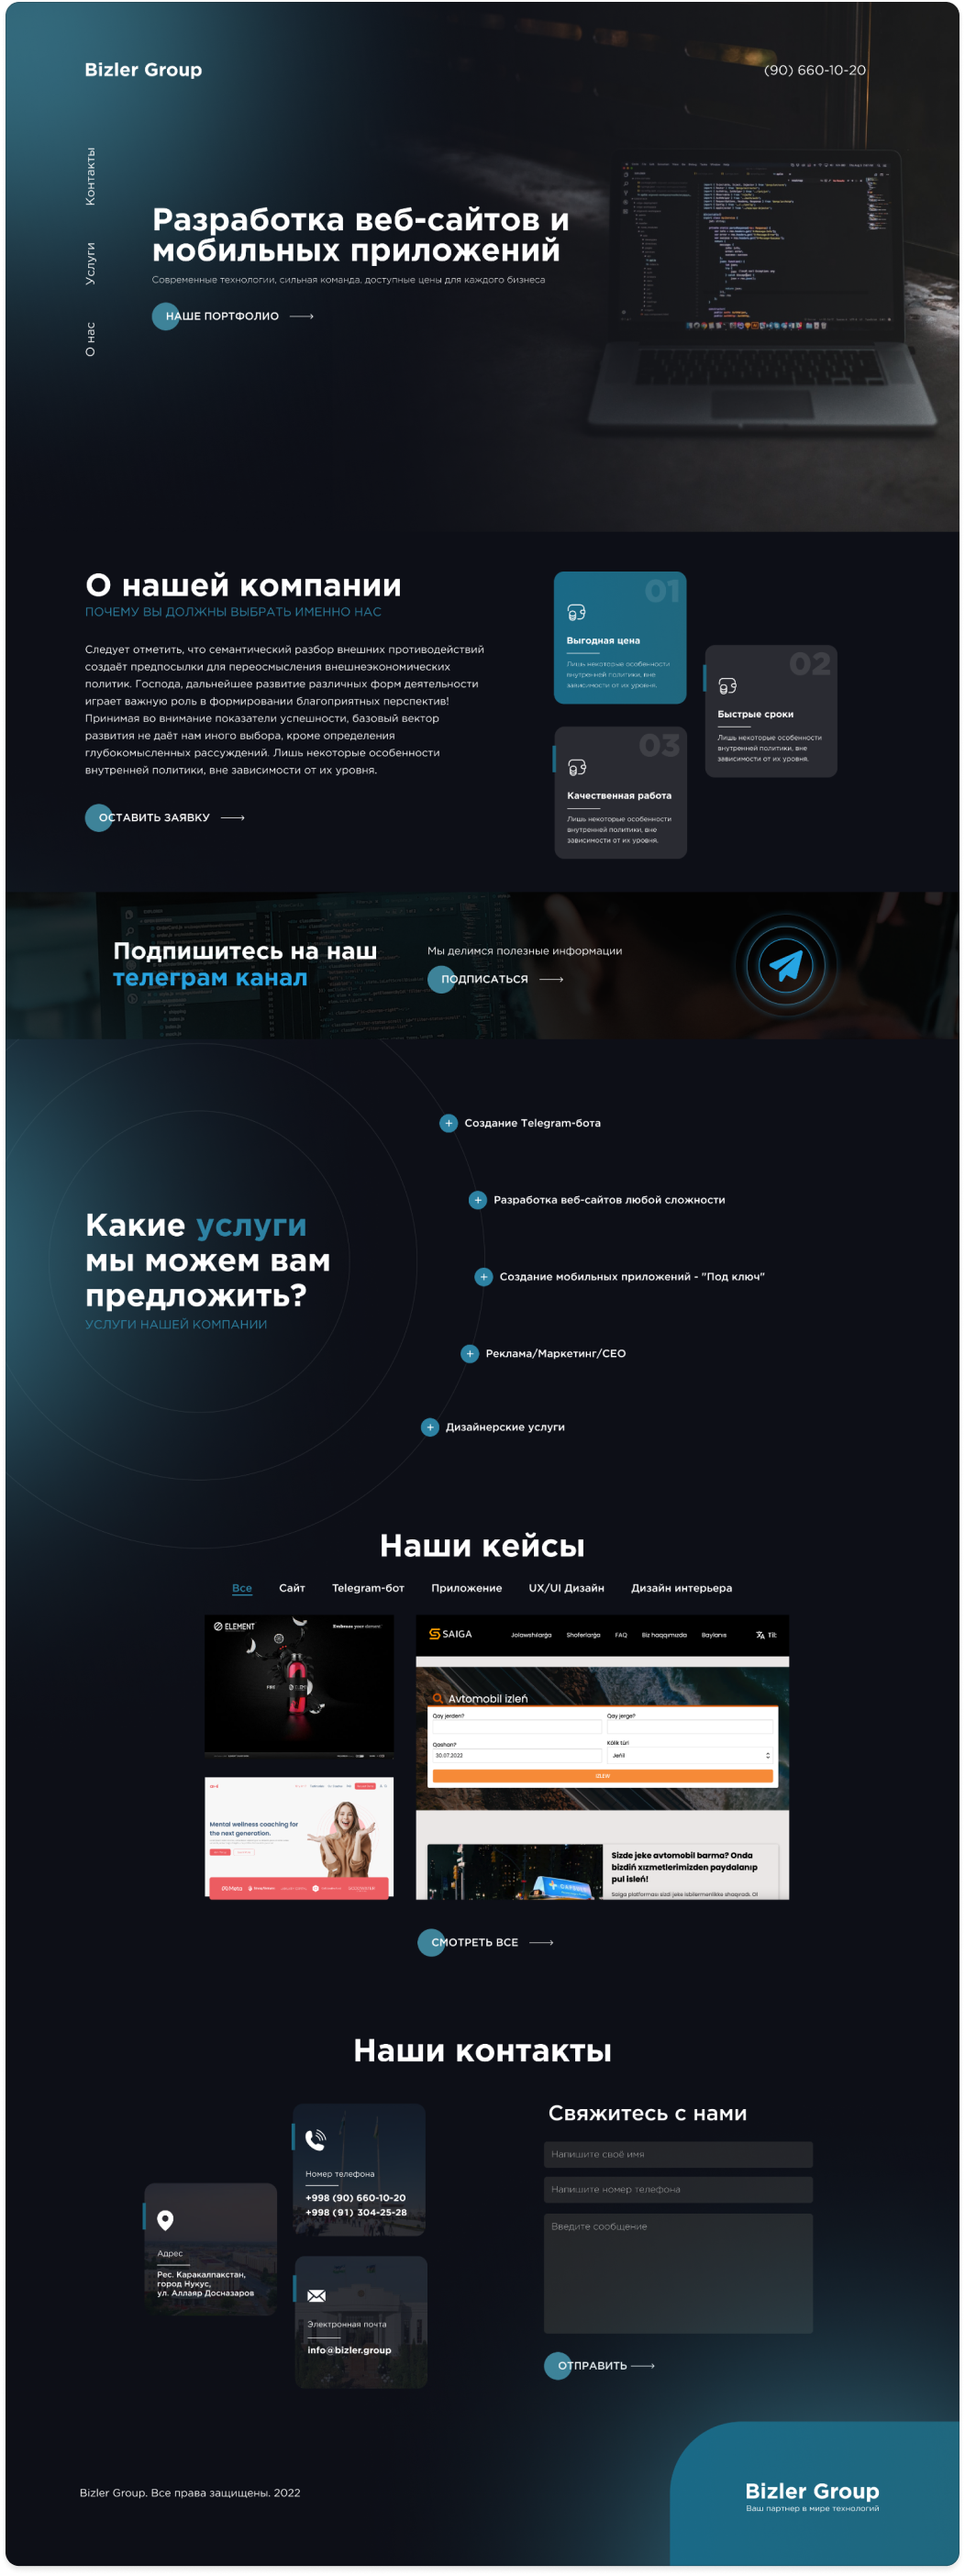 Bizler Group
(90) 660-10-20
Контакты
Услуги
О нас
Разработка веб-сайтов и
мобильных приложений
Современные технологии, сильная команда, доступные цены для каждого бизнеса
НАШЕ ПОРТФОЛИО
О нашей компании
ПОЧЕМУ ВЫ ДОЛЖНЫ ВЫБРАТЬ ИМЕННО НАС
Следует отметить, что семантический разбор внешних противодействий
создаёт предпосылки для переосмысления внешнеэкономических
политик. Господа, дальнейшее развитие различных форм деятельности
играет важную роль в формировании благоприятных перспектив!
Принимая во внимание показатели успешности, базовый вектор
развития не даёт нам иного выбора, кроме определения
глубокомысленных рассуждений. Лишь некоторые особенности
внутренней политики, вне зависимости от их уровня.
ОСТАВИТЬ ЗАЯВКУ
01
Выгодная цена
Лишь некоторые особенности
внутренней политики, вне
зависимости от их уровня.
02
Быстрые сроки
Лишь некоторые особенности
внутренней политики, вне
зависимости от их уровня.
03
Качественная работа
Лишь некоторые особенности
внутренней политики, вне
зависимости от их уровня.
Подпишитесь на наш
телеграм канал
Мы делимся полезные информации
ПОДПИСАТЬСЯ
Какие услуги
мы можем вам
предложить?
УСЛУГИ НАШЕЙ КОМПАНИИ
Создание Telegram-бота
Разработка веб-сайтов любой сложности
Создание мобильных приложений - "Под ключ"
Реклама/Маркетинг/СЕО
Дизайнерские услуги
Наши кейсы
Все Сайт Telegram-бот Приложение UX/UI Дизайн Дизайн интерьера
ELEMENT
Embrace your demons
FIRE
Mental wellness coaching for
the next generation.
SAIGA
Jolawshılarǵa Shoferlarǵa FAQ Biz haqqımızda Baylanıs Til:
Avtomobil izleń
Qay jerden?
Qay jerge?
Qashan?
Kólik túri
30.07.2022
Jeńil
IZLEW
Sizde jeke avtomobil barma? Onda
bizdiń xızmetlerimizden paydalanıp
pul isleń!
СМОТРЕТЬ ВСЕ
Наши контакты
Номер телефона
+998 (90) 660-10-20
+998 (91) 304-25-28
Адрес
Рес. Каракалпакстан,
город Нукус,
ул. Аллаяр Досназаров
Электронная почта
info@bizler.group
Свяжитесь с нами
Напишите своё имя
Напишите номер телефона
Введите сообщение
ОТПРАВИТЬ
Bizler Group. Все права защищены. 2022
Bizler Group
Ваш партнер в мире технологий